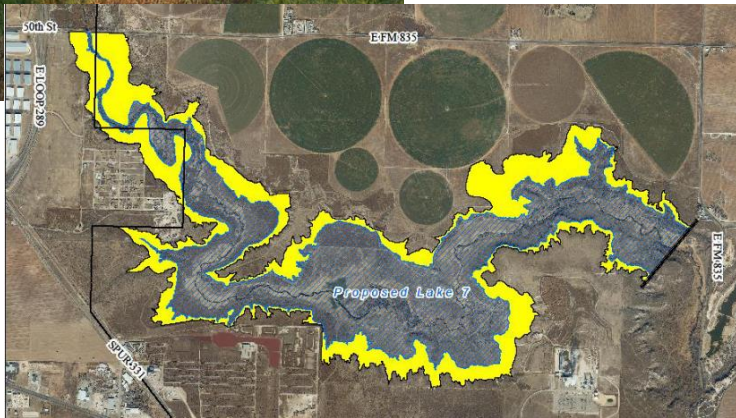 50th St
E FM 835
E LOOP 289
Proposed Lake 7
E FM 835
SPUR 331